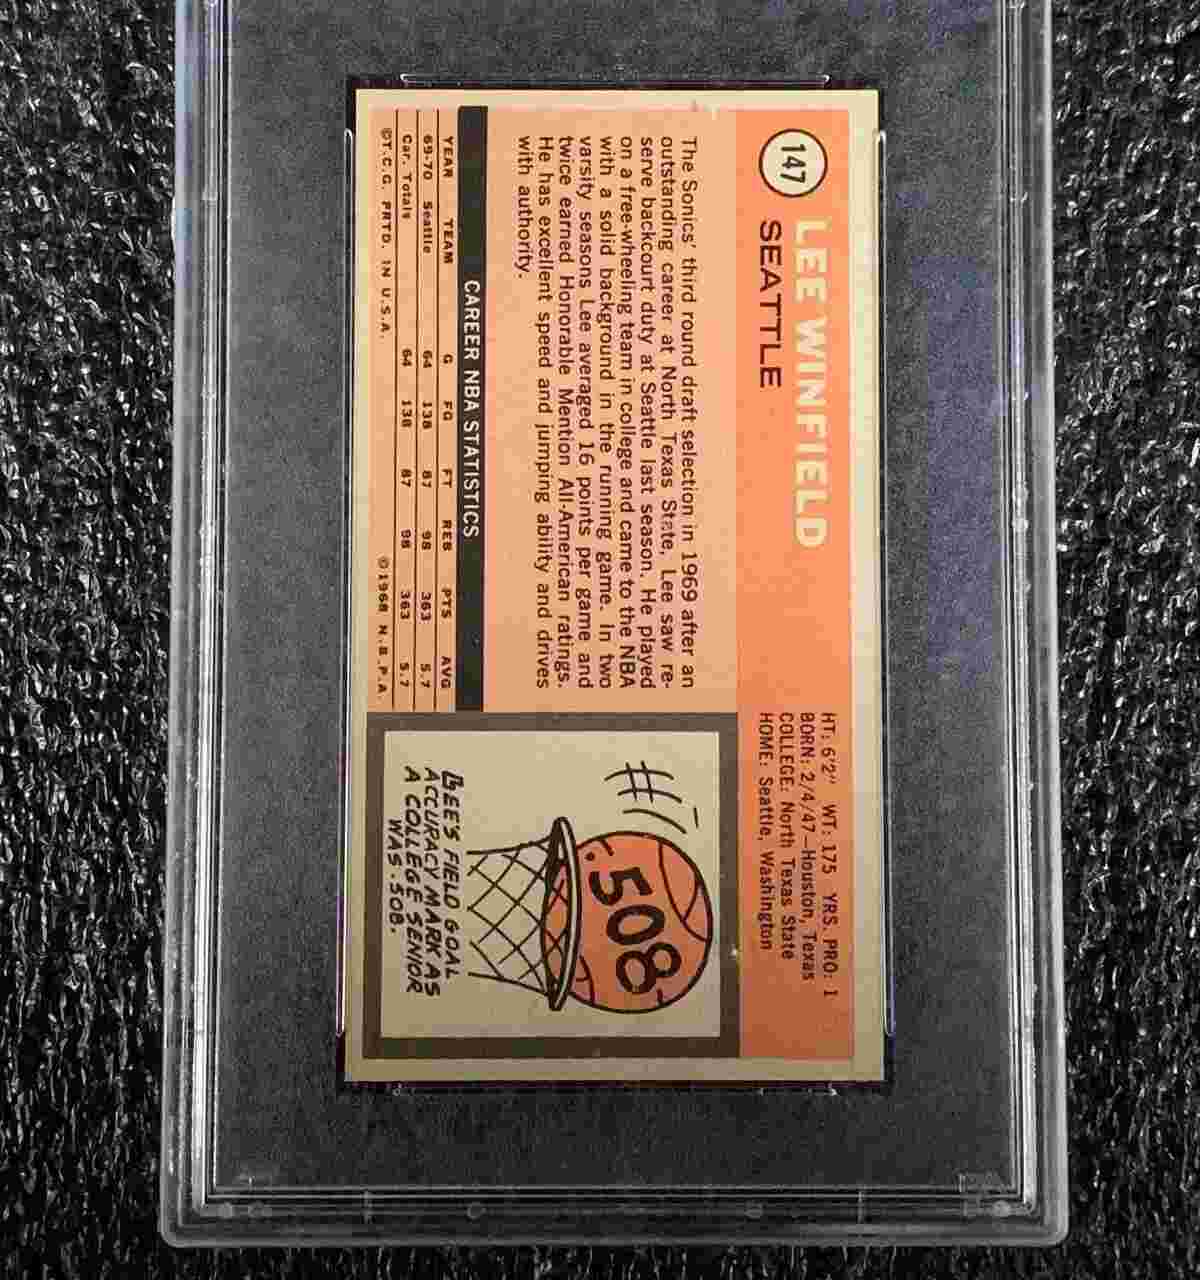 147
LEE WINFIELD
SEATTLE
HT: 6'2" WT: 175 YRS. PRO: 1
BORN: 2/4/47—Houston, Texas
COLLEGE: North Texas State
HOME: Seattle, Washington
The Sonics' third round draft selection in 1969 after an
outstanding career at North Texas State, Lee saw re-
serve backcourt duty at Seattle last season. He played
on a free-wheeling team in college and came to the NBA
with a solid background in the running game. In two
varsity seasons Lee averaged 16 points per game and
twice earned Honorable Mention All-American ratings.
He has excellent speed and jumping ability and drives
with authority.
CAREER NBA STATISTICS
YEAR TEAM G FG FT REB PTS AVG
69-70 Seattle 64 138 87 98 363 5.7
Car. Totals 64 138 87 98 363 5.7
©T.C.G. PRTD. IN U.S.A. ©1968 N.B.P.A.
.508
LEE'S FIELD GOAL
ACCURACY MARK AS
A COLLEGE SENIOR
WAS .508.